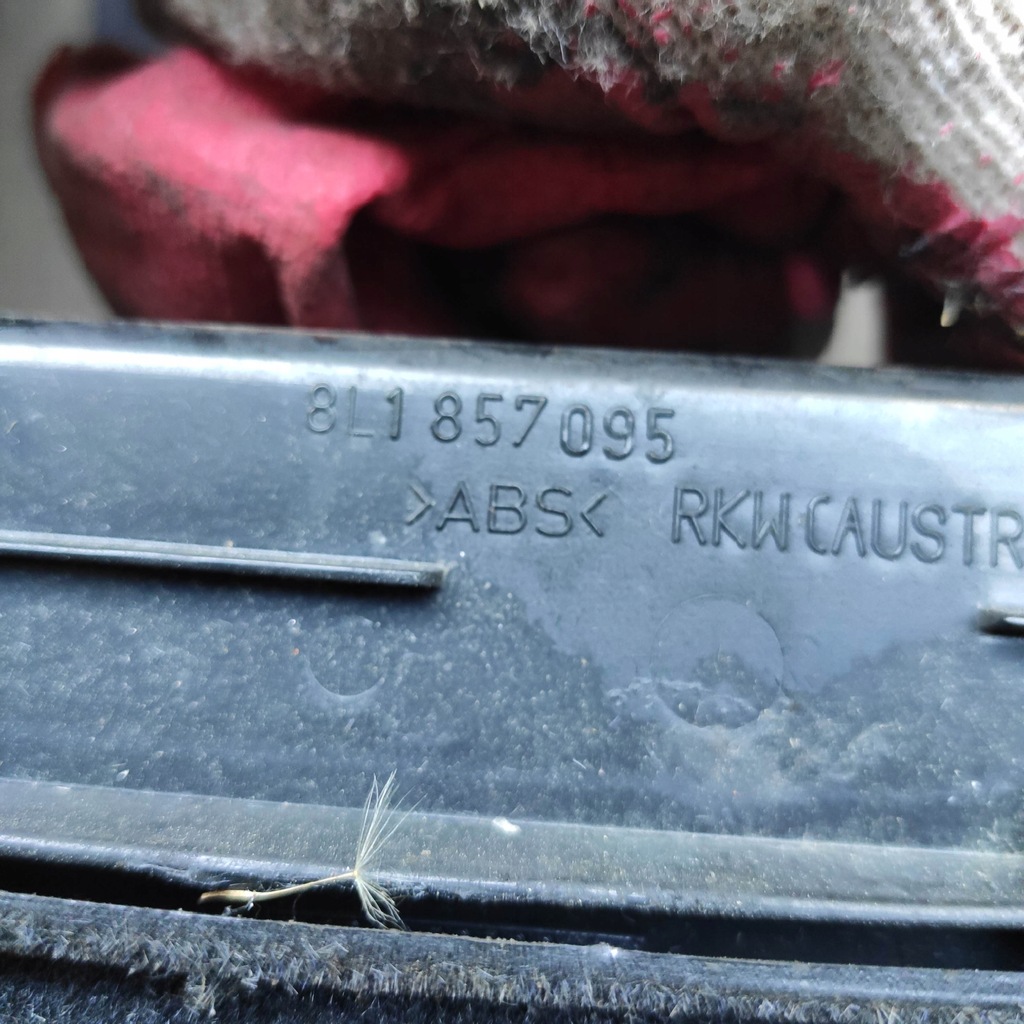 8L1 857 095
>ABS< RKW(AUSTR